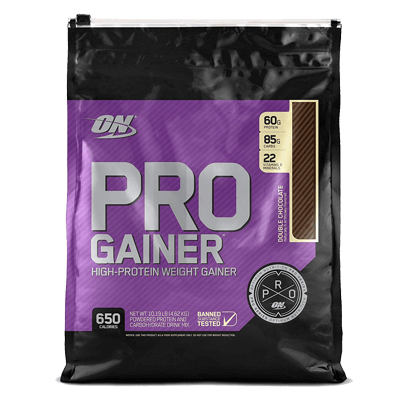 ON
60G
PROTEIN
85G
CARBS
22
VITAMINS &
MINERALS
DOUBLE CHOCOLATE
PRO
GAINER
HIGH-PROTEIN WEIGHT GAINER
PRO
ON
650
CALORIES
NET WT. 10.19 LB (4.62 KG)
POWDERED PROTEIN AND
CARBOHYDRATE DRINK MIX
BANNED
SUBSTANCE
TESTED